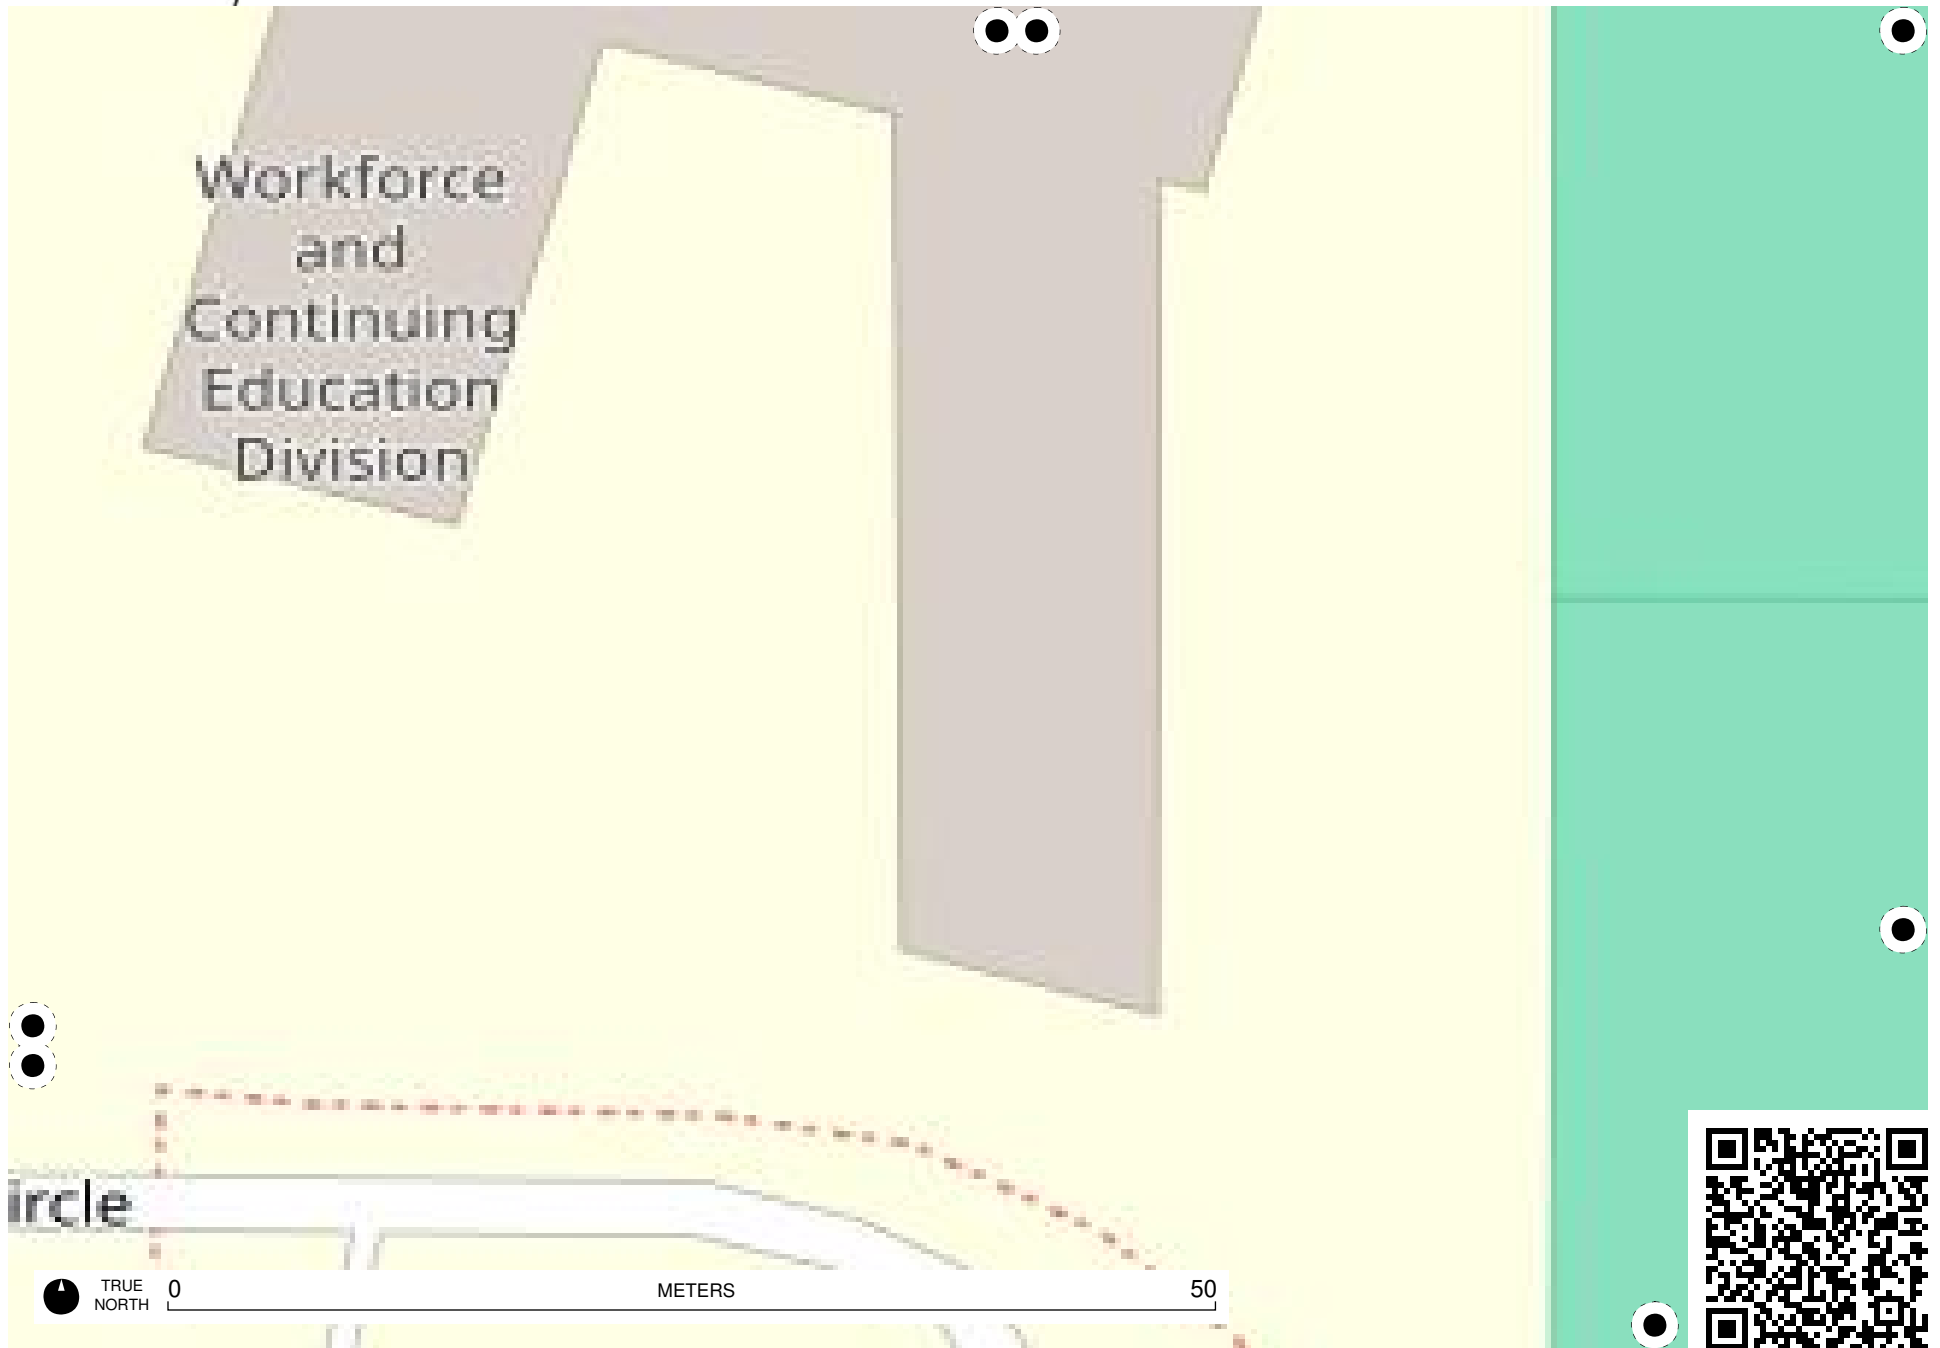 Workforce
and
Continuing
Education
Division
ircle
TRUE
NORTH
0
METERS
50